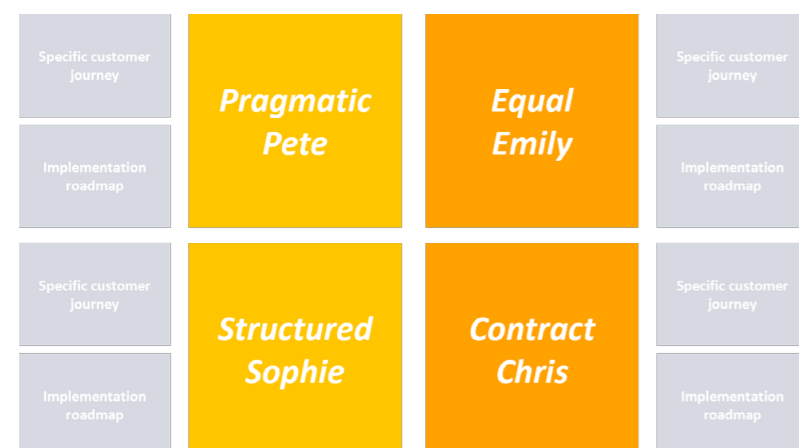 Specific customer
journey
Pragmatic
Pete
Equal
Emily
Specific customer
journey
Implementation
roadmap
Implementation
roadmap
Specific customer
journey
Structured
Sophie
Contract
Chris
Specific customer
journey
Implementation
roadmap
Implementation
roadmap